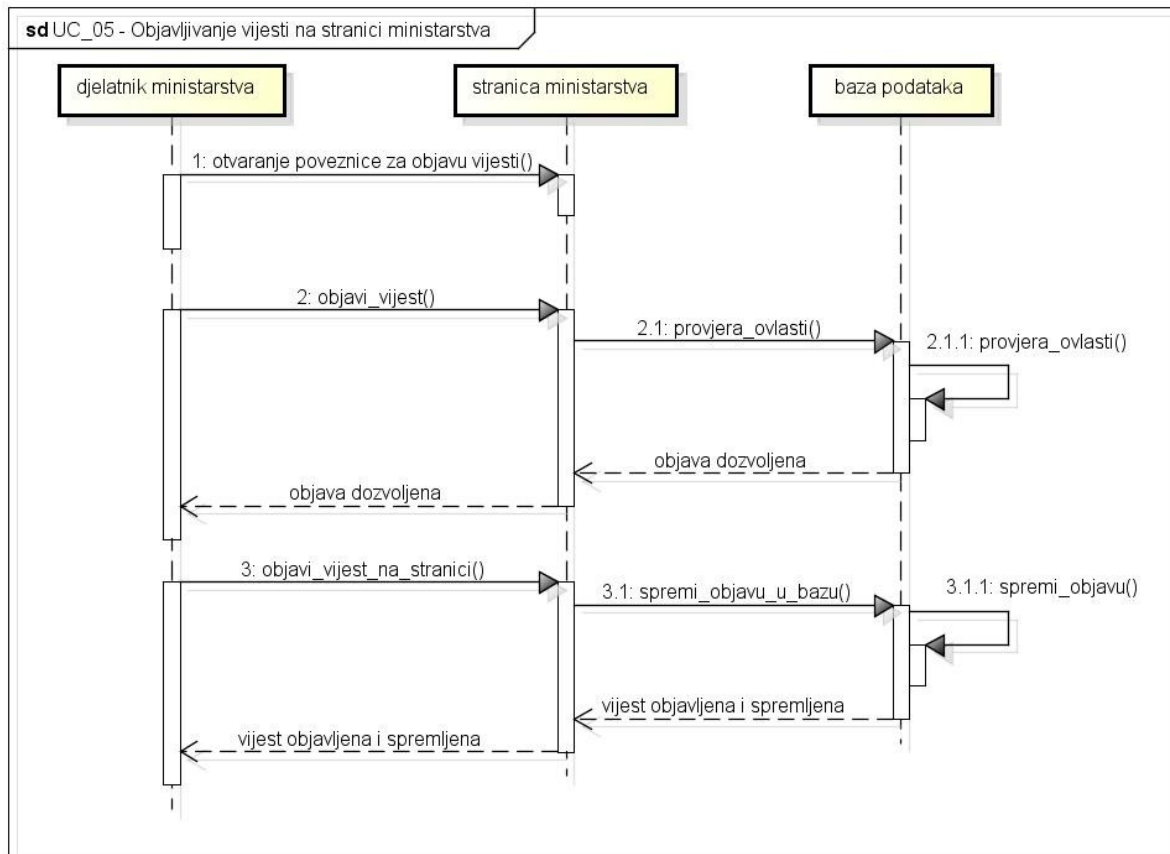 sd UC_05 - Objavljivanje vijesti na stranici ministarstva
djelatnik ministarstva
stranica ministarstva
baza podataka
1: otvaranje poveznice za objavu vijesti()
2: objavi_vijest()
2.1: provjera_ovlasti()
2.1.1: provjera_ovlasti()
objava dozvoljena
objava dozvoljena
3: objavi_vijest_na_stranici()
3.1: spremi_objavu_u_bazu()
3.1.1: spremi_objavu()
vijest objavljena i spremljena
vijest objavljena i spremljena